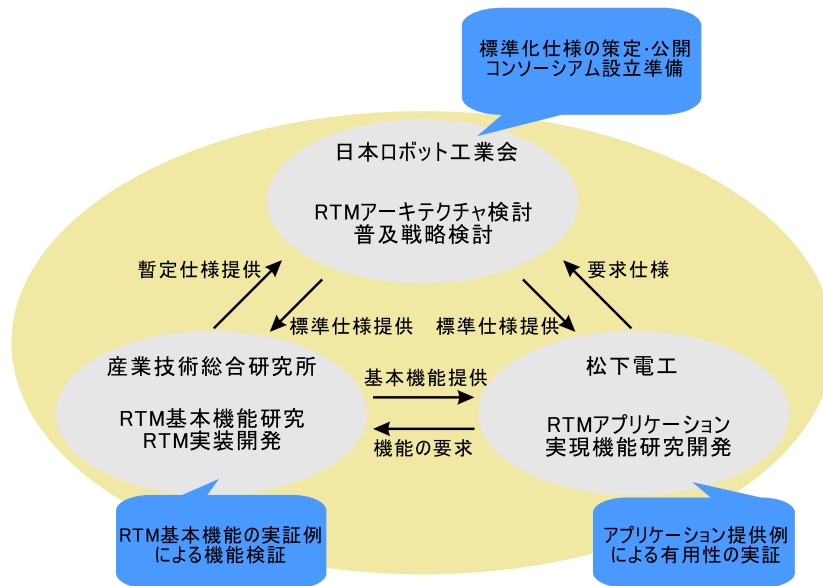 標準化仕様の策定・公開
コンソーシアム設立準備
日本ロボット工業会
RTMアーキテクチャ検討
普及戦略検討
暫定仕様提供
要求仕様
標準仕様提供
標準仕様提供
産業技術総合研究所
RTM基本機能研究
RTM実装開発
基本機能提供
機能の要求
松下電工
RTMアプリケーション
実現機能研究開発
RTM基本機能の実証例
による機能検証
アプリケーション提供例
による有用性の実証